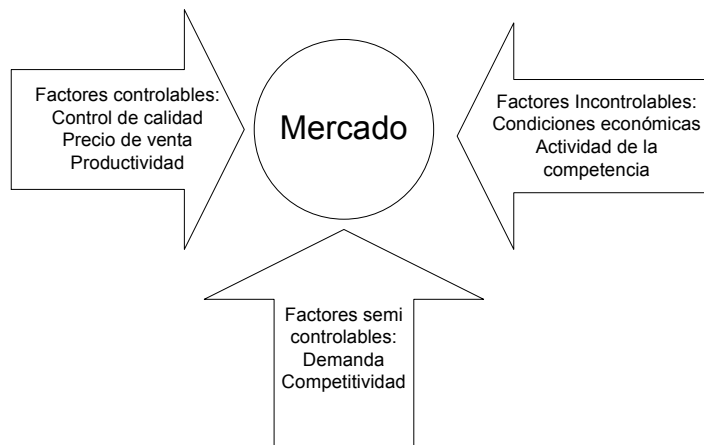 Factores controlables:
Control de calidad
Precio de venta
Productividad
Mercado
Factores Incontrolables:
Condiciones económicas
Actividad de la
competencia
Factores semi
controlables:
Demanda
Competitividad